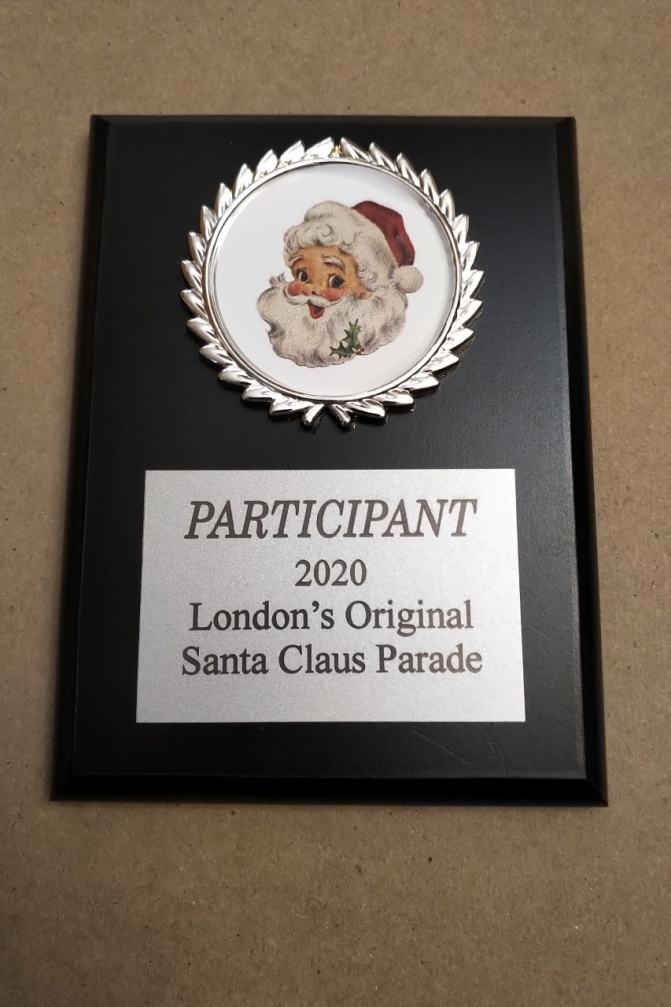 PARTICIPANT
2020
London's Original
Santa Claus Parade